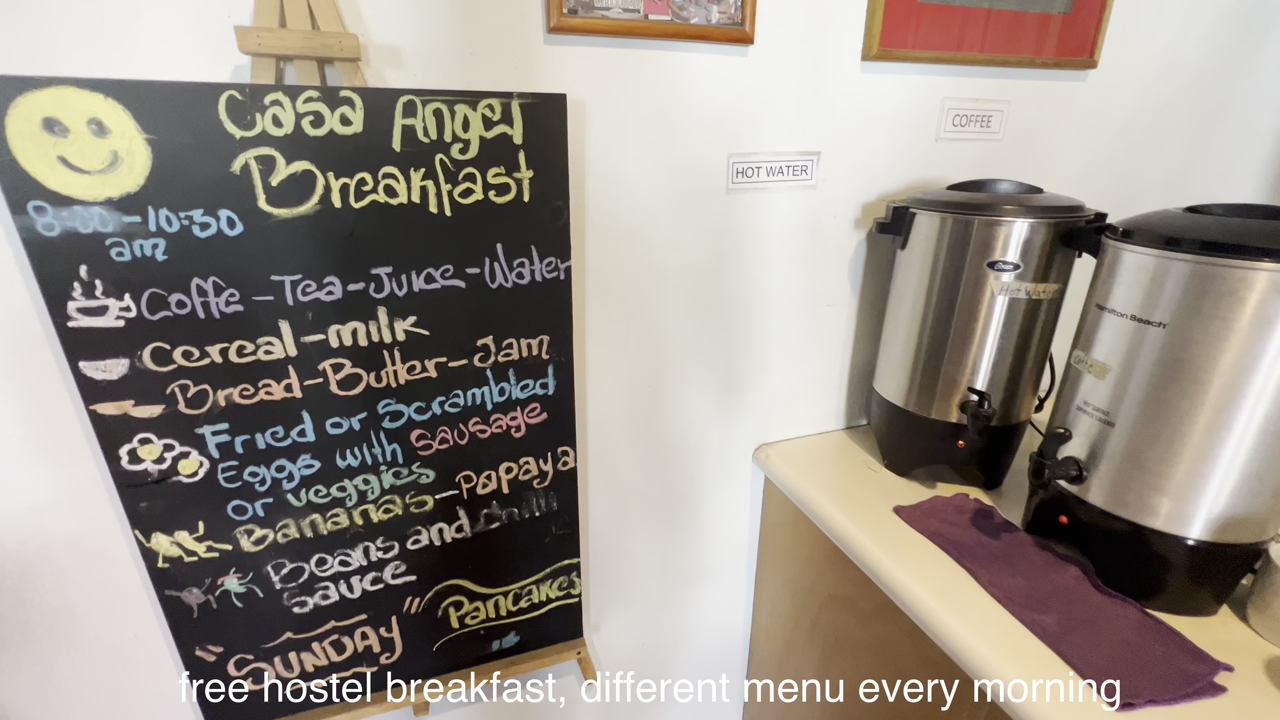 Casa Angel
Breakfast
8:00-10:30
am
Coffe - Tea - Juice - Water
Cereal - milk
Bread - Butter - Jam
Fried or Scrambled
Eggs with Sausage
or veggies
Bananas - Papaya
Beans and chilli
sauce
"SUNDAY" Pancakes
HOT WATER
COFFEE
Hot Water
Hamilton Beach
free hostel breakfast, different menu every morning